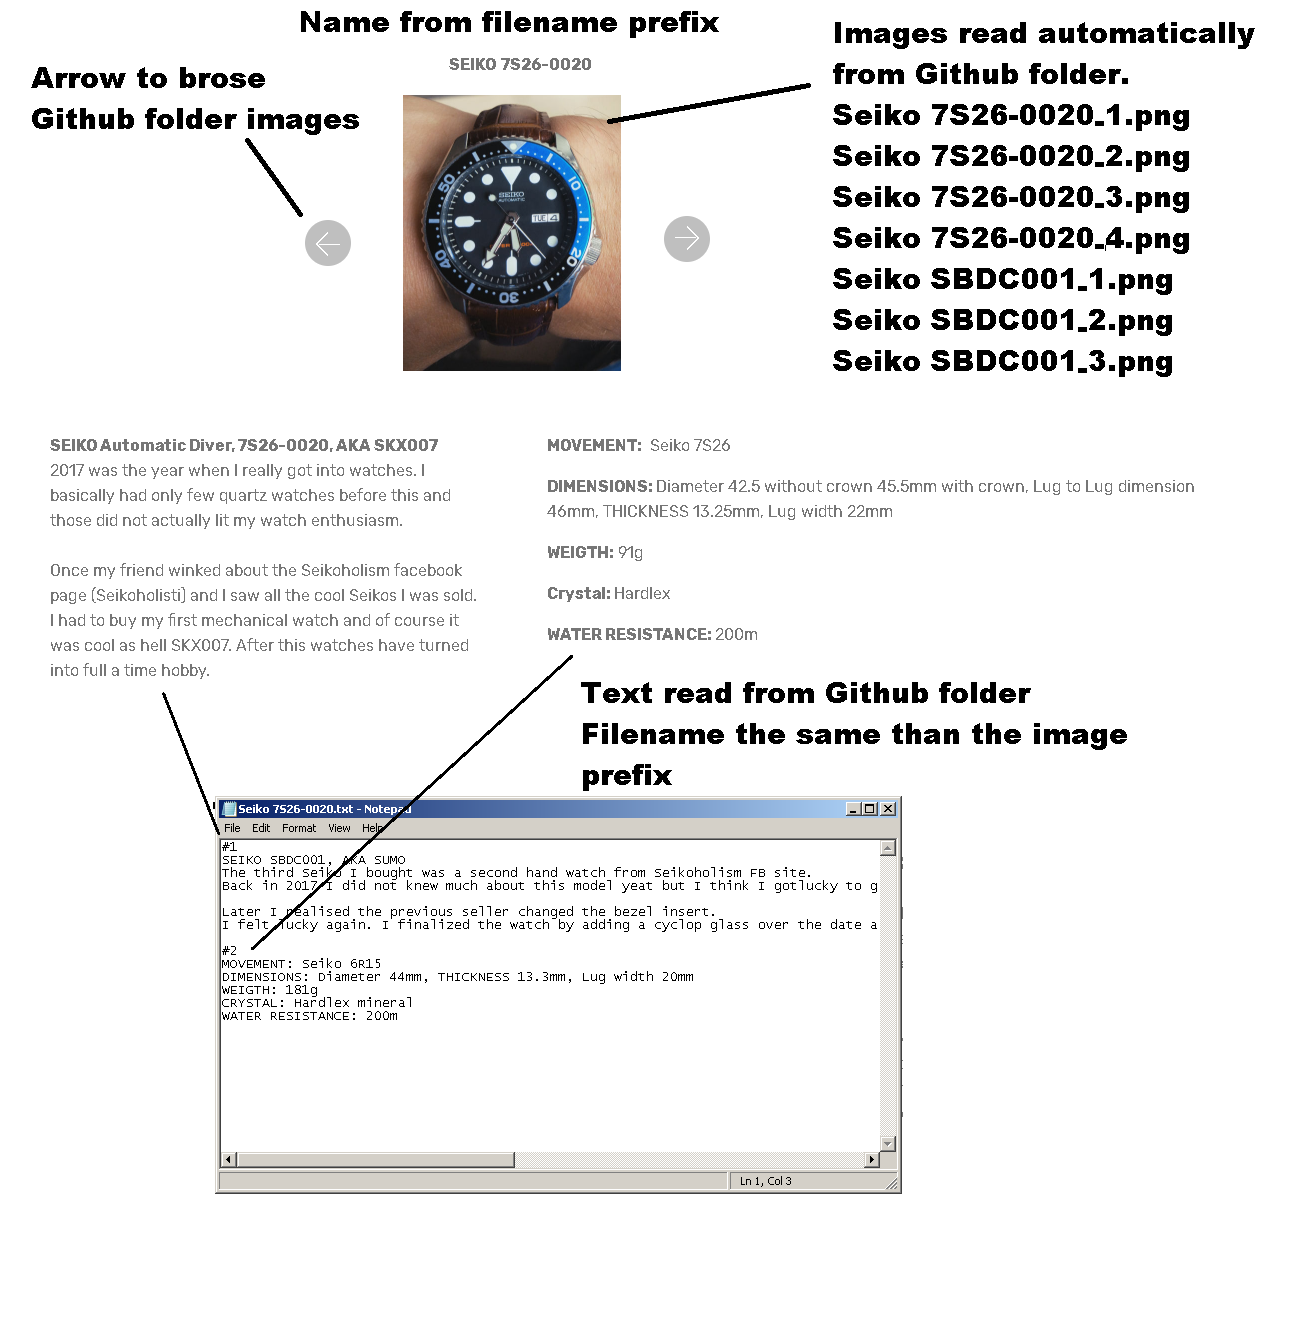 Name from filename prefix
Images read automatically
from Github folder.
Seiko 7S26-0020_1.png
Seiko 7S26-0020_2.png
Seiko 7S26-0020_3.png
Seiko 7S26-0020_4.png
Seiko SBDC001_1.png
Seiko SBDC001_2.png
Seiko SBDC001_3.png
Arrow to brose
Github folder images
SEIKO 7S26-0020
50
10
SEIKO
AUTOMATIC
TUE 4
40
20
30
SEIKO Automatic Diver, 7S26-0020, AKA SKX007
2017 was the year when I really got into watches. I
basically had only few quartz watches before this and
those did not actually lit my watch enthusiasm.
Once my friend winked about the Seikoholism facebook
page (Seikoholisti) and I saw all the cool Seikos I was sold.
I had to buy my first mechanical watch and of course it
was cool as hell SKX007. After this watches have turned
into full a time hobby.
MOVEMENT: Seiko 7S26
DIMENSIONS: Diameter 42.5 without crown 45.5mm with crown, Lug to Lug dimension
46mm, THICKNESS 13.25mm, Lug width 22mm
WEIGTH: 91g
Crystal: Hardlex
WATER RESISTANCE: 200m
Text read from Github folder
Filename the same than the image
prefix
Seiko 7S26-0020.txt - Notepad
File Edit Format View Help
#1
SEIKO SBDC001, AKA SUMO
The third Seiko I bought was a second hand watch from Seikoholism FB site.
Back in 2017 I did not knew much about this model yeat but I think I gotlucky to g
Later I realised the previous seller changed the bezel insert.
I felt lucky again. I finalized the watch by adding a cyclop glass over the date a
#2
MOVEMENT: Seiko 6R15
DIMENSIONS: Diameter 44mm, THICKNESS 13.3mm, Lug width 20mm
WEIGTH: 181g
CRYSTAL: Hardlex mineral
WATER RESISTANCE: 200m
Ln 1, Col 3